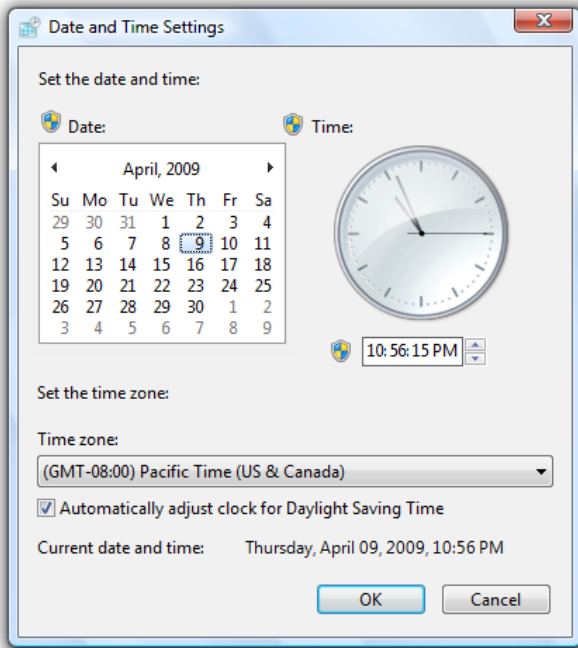 Date and Time Settings
Set the date and time:
Date:
Time:
April, 2009
Su Mo Tu We Th Fr Sa
29 30 31 1 2 3 4
5 6 7 8 9 10 11
12 13 14 15 16 17 18
19 20 21 22 23 24 25
26 27 28 29 30 1 2
3 4 5 6 7 8 9
10:56:15 PM
Set the time zone:
Time zone:
(GMT-08:00) Pacific Time (US & Canada)
Automatically adjust clock for Daylight Saving Time
Current date and time: Thursday, April 09, 2009, 10:56 PM
OK Cancel